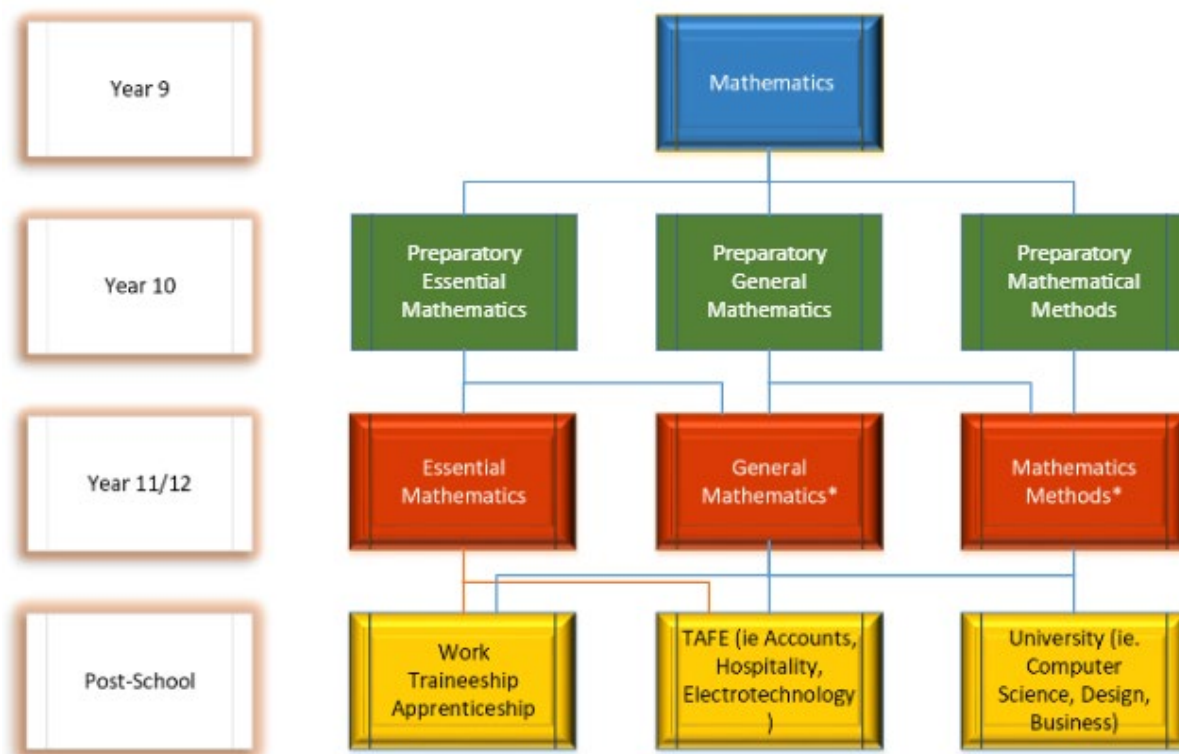 Year 9
Mathematics
Year 10
Preparatory
Essential
Mathematics
Preparatory
General
Mathematics
Preparatory
Mathematical
Methods
Year 11/12
Essential
Mathematics
General
Mathematics*
Mathematics
Methods*
Post-School
Work
Traineeship
Apprenticeship
TAFE (ie Accounts,
Hospitality,
Electrotechnology
)
University (ie.
Computer
Science, Design,
Business)